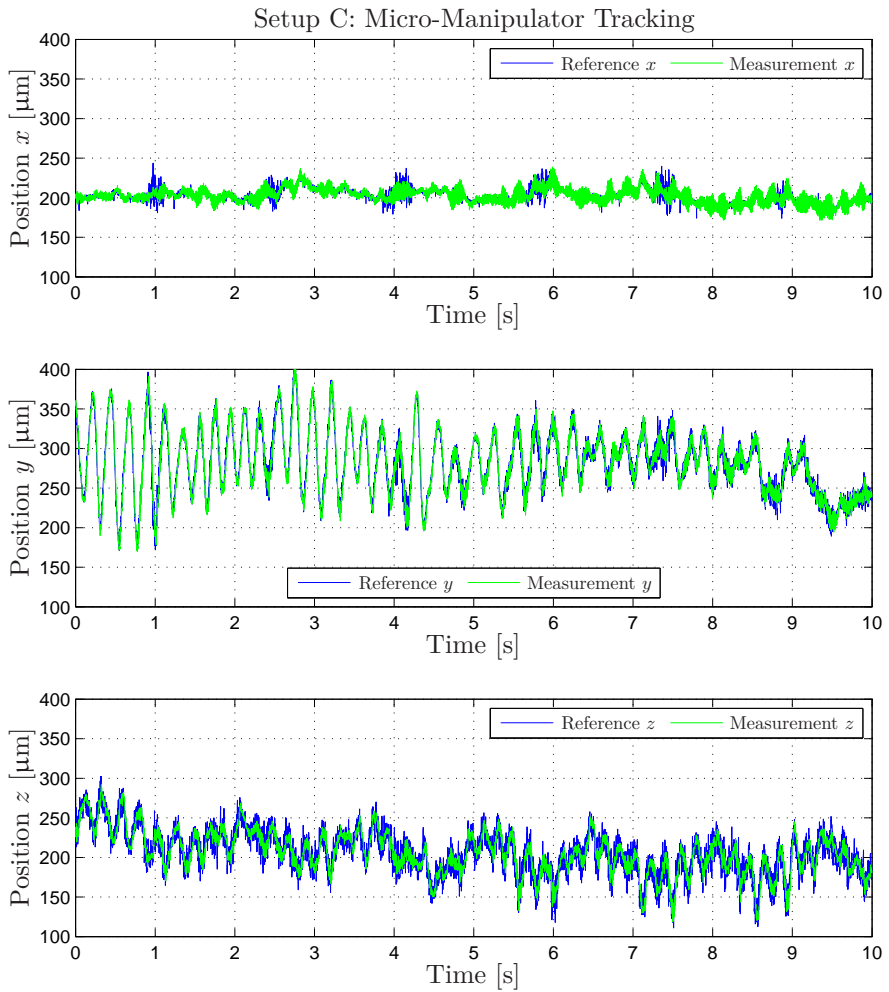 Setup C: Micro-Manipulator Tracking
400
350
300
250
200
150
100
Position x [µm]
Reference x Measurement x
0 1 2 3 4 5 6 7 8 9 10
Time [s]
400
350
300
250
200
150
100
Position y [µm]
Reference y Measurement y
0 1 2 3 4 5 6 7 8 9 10
Time [s]
400
350
300
250
200
150
100
Position z [µm]
Reference z Measurement z
0 1 2 3 4 5 6 7 8 9 10
Time [s]